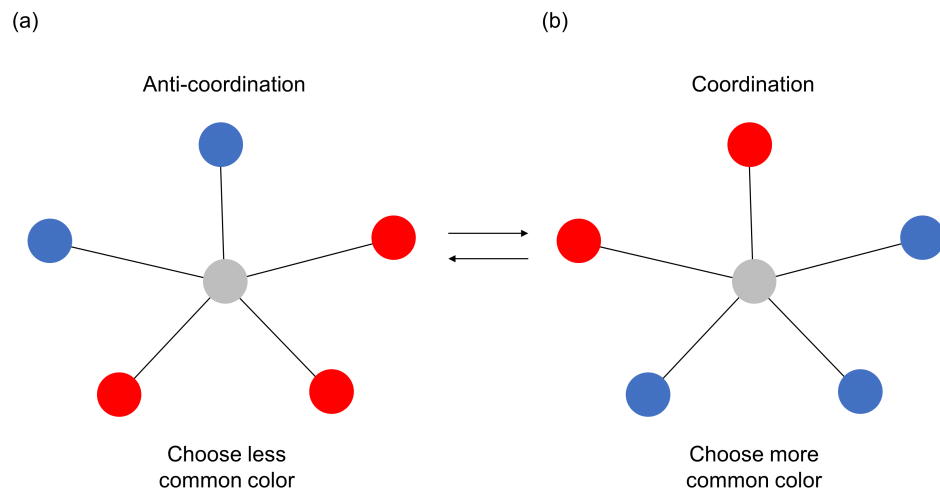 (a)
(b)
Anti-coordination
Coordination
Choose less
common color
Choose more
common color